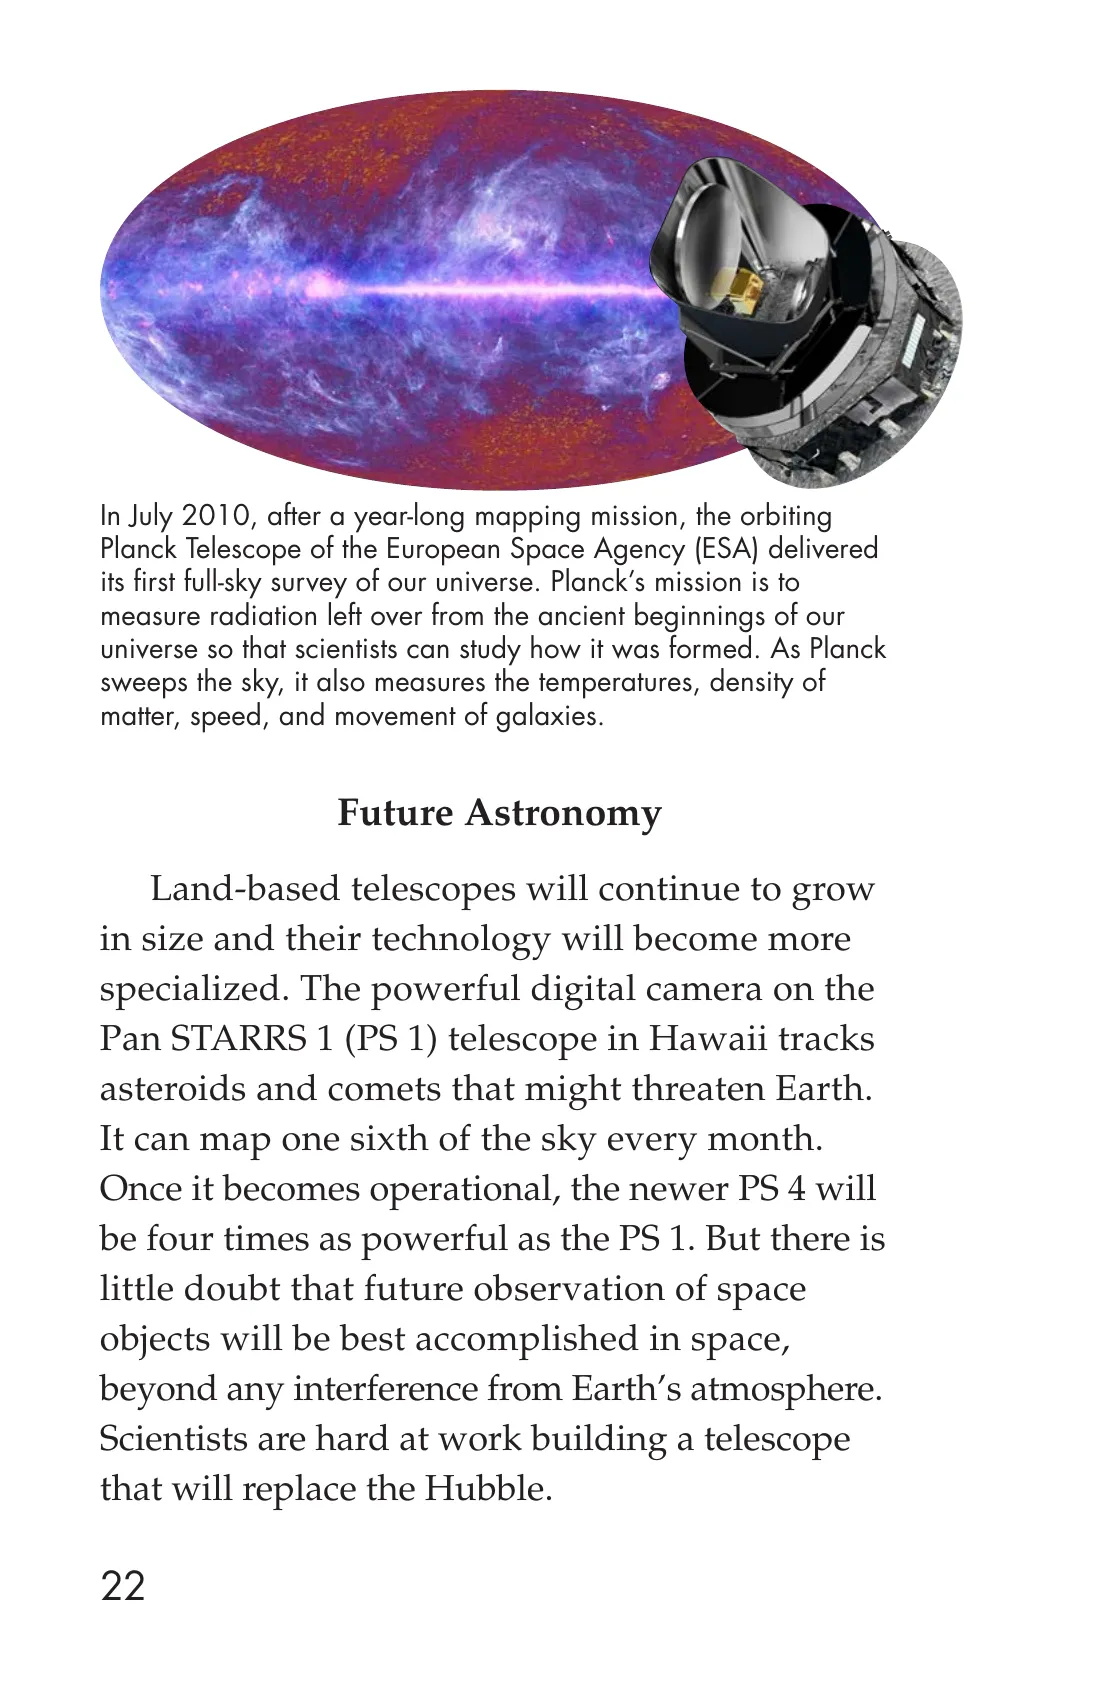 In July 2010, after a year-long mapping mission, the orbiting
Planck Telescope of the European Space Agency (ESA) delivered
its first full-sky survey of our universe. Planck’s mission is to
measure radiation left over from the ancient beginnings of our
universe so that scientists can study how it was formed. As Planck
sweeps the sky, it also measures the temperatures, density of
matter, speed, and movement of galaxies.
Future Astronomy
Land-based telescopes will continue to grow
in size and their technology will become more
specialized. The powerful digital camera on the
Pan STARRS 1 (PS 1) telescope in Hawaii tracks
asteroids and comets that might threaten Earth.
It can map one sixth of the sky every month.
Once it becomes operational, the newer PS 4 will
be four times as powerful as the PS 1. But there is
little doubt that future observation of space
objects will be best accomplished in space,
beyond any interference from Earth’s atmosphere.
Scientists are hard at work building a telescope
that will replace the Hubble.
22